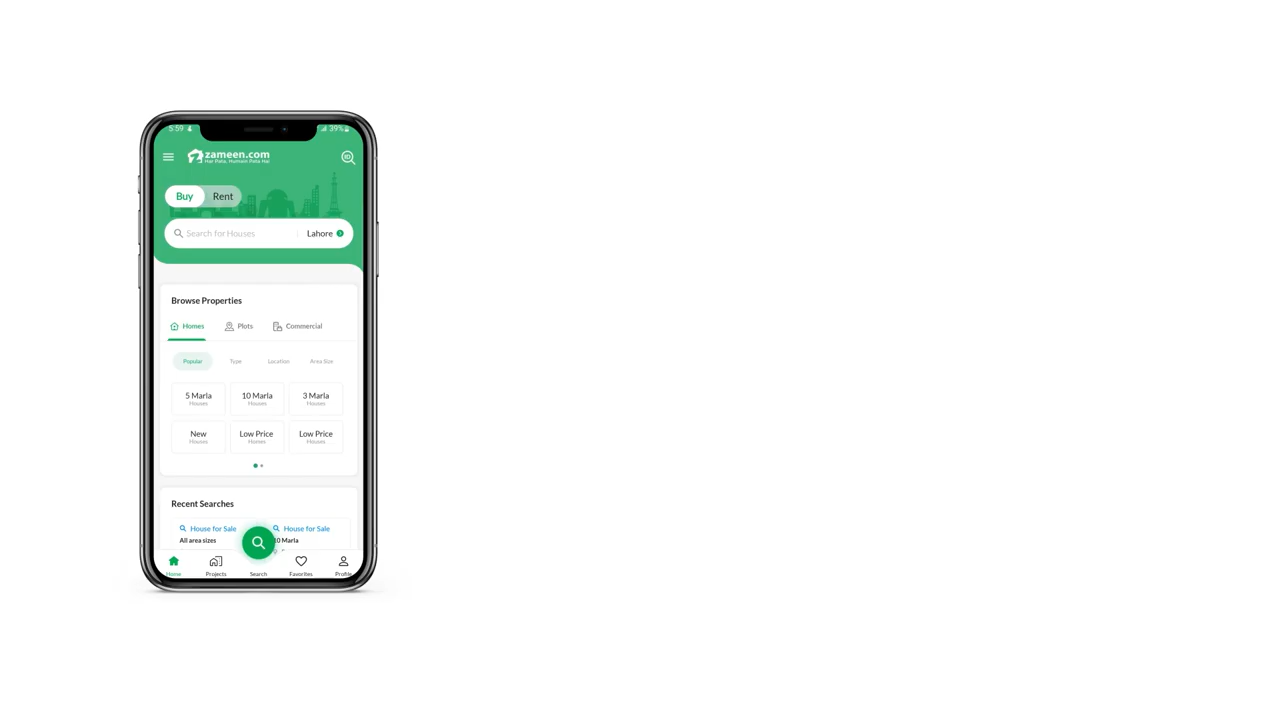 5:59
39%
zameen.com
Har Pata, Humein Pata Hai
ID
Buy Rent
Search for Houses Lahore
Browse Properties
Homes Plots Commercial
Popular Type Location Area Size
5 Marla 10 Marla 3 Marla
Houses Houses Houses
New Low Price Low Price
Houses Homes Houses
Recent Searches
House for Sale House for Sale
All area sizes 10 Marla
Home Projects Search Favorites Profile